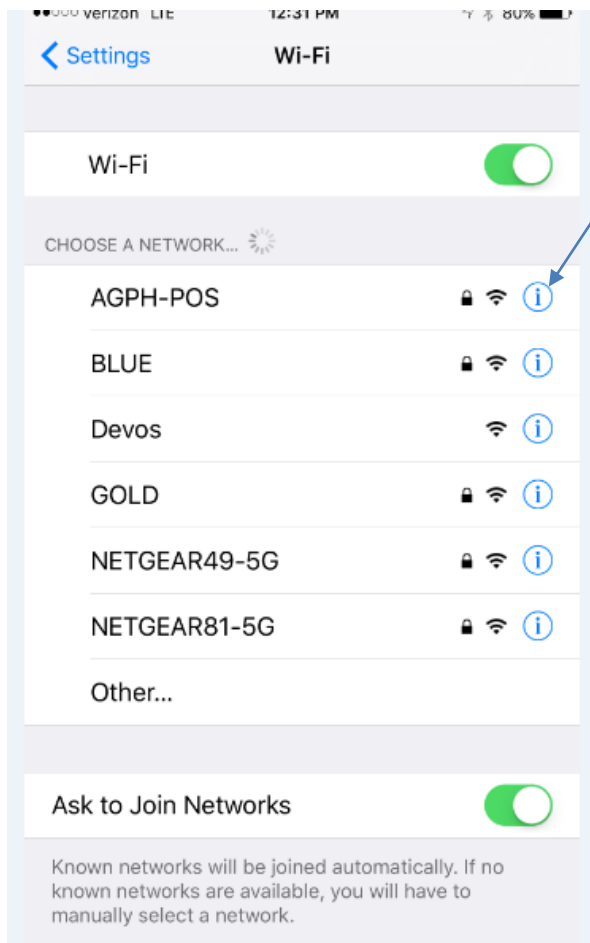 Verizon LTE 12:31 PM 80%
Settings Wi-Fi
Wi-Fi
CHOOSE A NETWORK...
AGPH-POS
BLUE
Devos
GOLD
NETGEAR49-5G
NETGEAR81-5G
Other...
Ask to Join Networks
Known networks will be joined automatically. If no
known networks are available, you will have to
manually select a network.